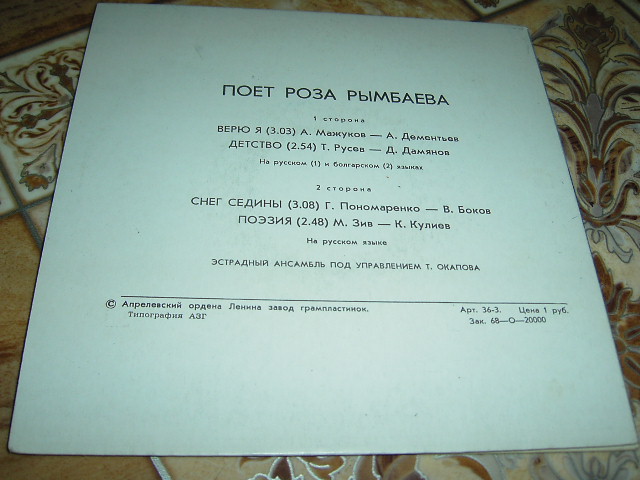 ПОЕТ РОЗА РЫМБАЕВА
1 сторона
ВЕРЮ Я (3.03) А. Мажуков — А. Дементьев
ДЕТСТВО (2.54) Т. Русев — Д. Дамянов
На русском (1) и болгарском (2) языках
2 сторона
СНЕГ СЕДИНЫ (3.08) Г. Пономаренко — В. Боков
ПОЭЗИЯ (2.48) М. Зив — К. Кулиев
На русском языке
ЭСТРАДНЫЙ АНСАМБЛЬ ПОД УПРАВЛЕНИЕМ Т. ОКАПОВА
© Апрелевский ордена Ленина завод грампластинок. Арт. 36-3. Цена 1 руб.
Типография АЗГ Зак. 68—О—20000